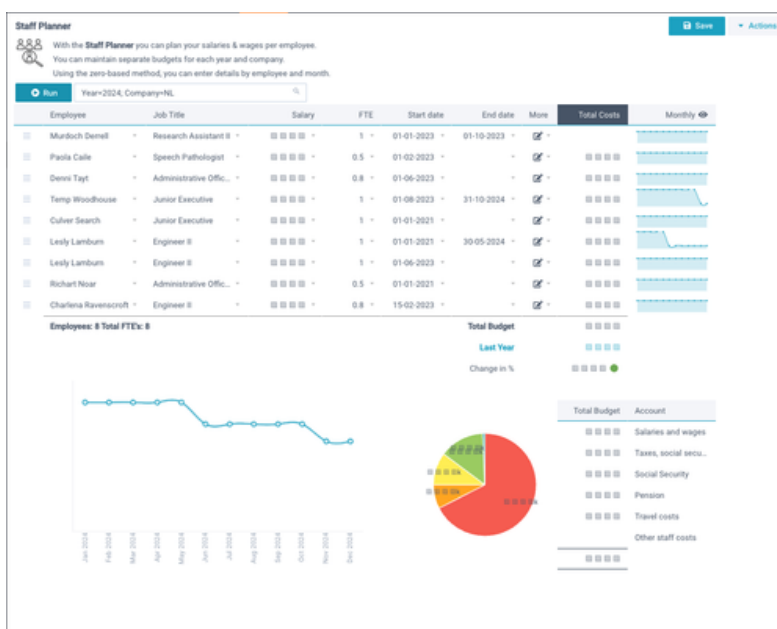 Staff Planner
Save
Actions
With the Staff Planner you can plan your salaries & wages per employee.
You can maintain separate budgets for each year and company.
Using the zero-based method, you can enter details by employee and month.
Run
Year=2024; Company=NL
Employee Job Title Salary FTE Start date End date More Total Costs Monthly
Murdoch Derrell Research Assistant II 1 01-01-2023 01-10-2023
Paola Caile Speech Pathologist 0.5 01-02-2023
Denni Tayt Administrative Offic... 0.8 01-06-2023
Temp Woodhouse Junior Executive 1 01-08-2023 31-10-2024
Culver Search Junior Executive 1 01-01-2021
Lesly Lamburn Engineer II 1 01-01-2021 30-05-2024
Lesly Lamburn Engineer II 1 01-06-2023
Richart Noar Administrative Offic... 0.5 01-01-2021
Charlena Ravenscroft Engineer II 0.8 15-02-2023
Employees: 8 Total FTE's: 8 Total Budget
Last Year
Change in %
Jan 2024
Feb 2024
Mar 2024
Apr 2024
May 2024
Jun 2024
Jul 2024
Aug 2024
Sep 2024
Oct 2024
Nov 2024
Dec 2024
Total Budget Account
Salaries and wages
Taxes, social secu...
Social Security
Pension
Travel costs
Other staff costs